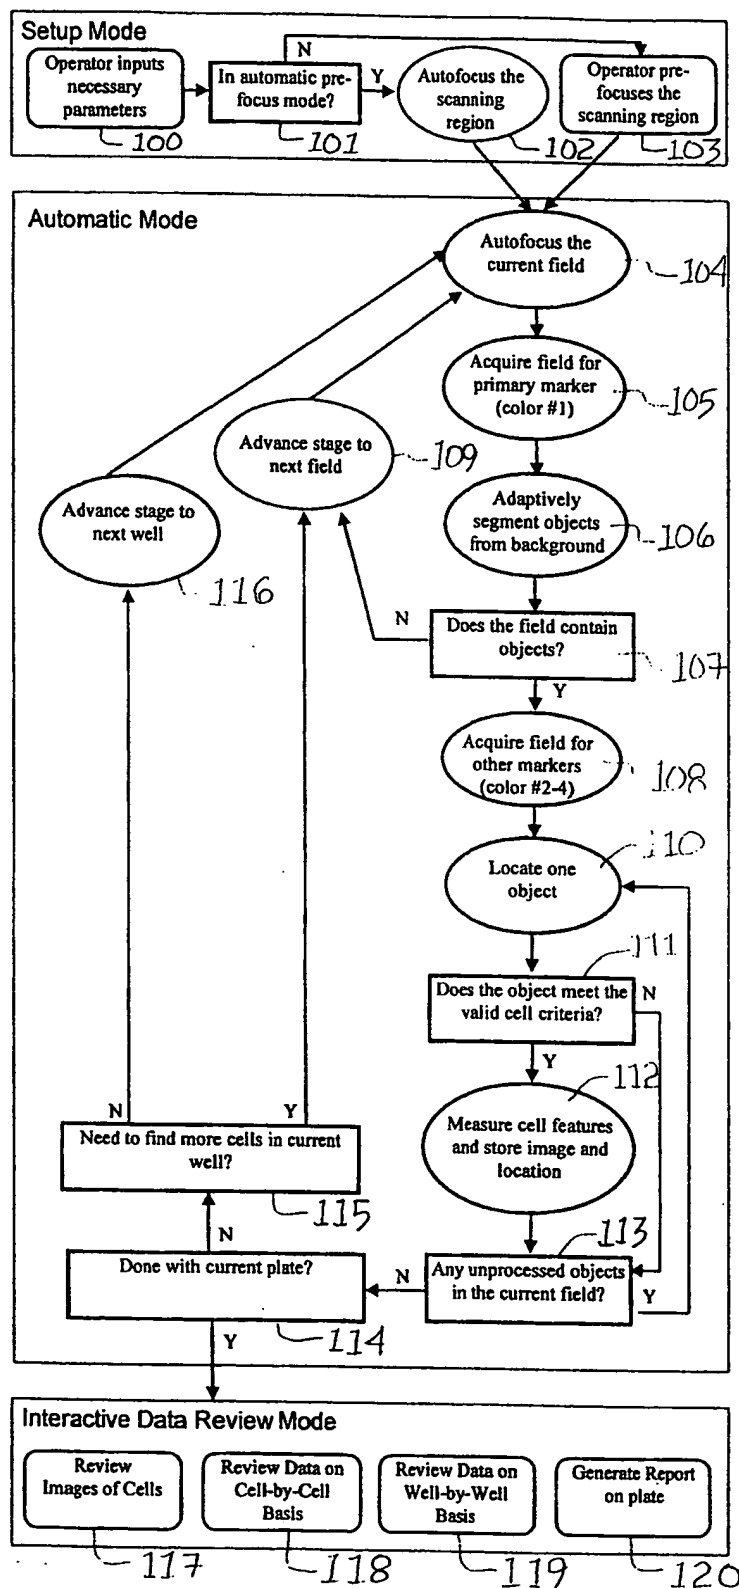 Setup Mode
N
Operator inputs
necessary
parameters
100
In automatic pre-
focus mode?
101
Y
Autofocus the
scanning
region
102
Operator pre-
focuses the
scanning region
103
Automatic Mode
Autofocus the
current field
104
Acquire field for
primary marker
(color #1)
105
Advance stage to
next field
109
Adaptively
segment objects
from background
106
Advance stage to
next well
116
N
Does the field contain
objects?
107
Y
Acquire field for
other markers
(color #2-4)
108
110
Locate one
object
111
Does the object meet the
valid cell criteria?
N
Y
112
Measure cell features
and store image and
location
N
Y
Need to find more cells in current
well?
115
N
113
Done with current plate?
114
N
Any unprocessed objects
in the current field?
Y
Y
Interactive Data Review Mode
Review
Images of Cells
117
Review Data on
Cell-by-Cell
Basis
118
Review Data on
Well-by-Well
Basis
119
Generate Report
on plate
120